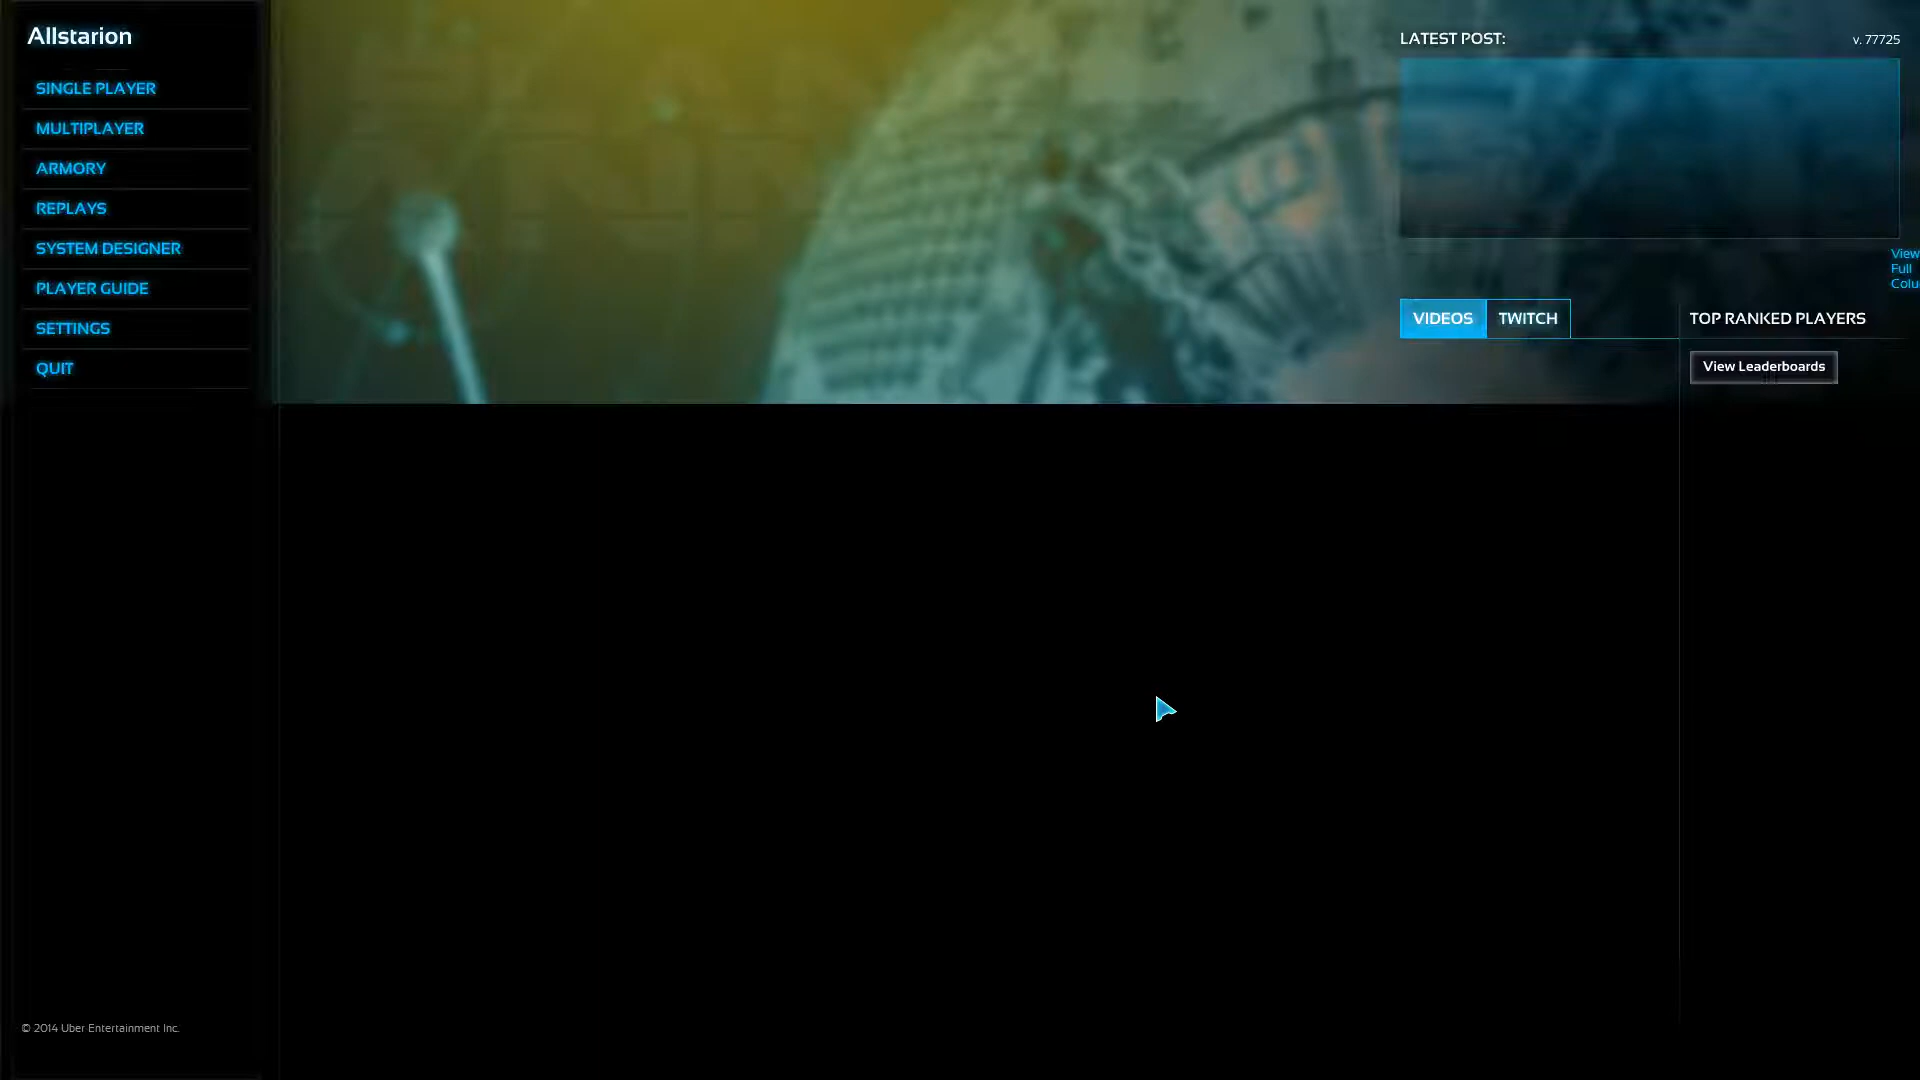 Allstarion
SINGLE PLAYER
MULTIPLAYER
ARMORY
REPLAYS
SYSTEM DESIGNER
PLAYER GUIDE
SETTINGS
QUIT
© 2014 Uber Entertainment Inc.
LATEST POST:
v. 77725
View
Full
Colu
VIDEOS
TWITCH
TOP RANKED PLAYERS
View Leaderboards